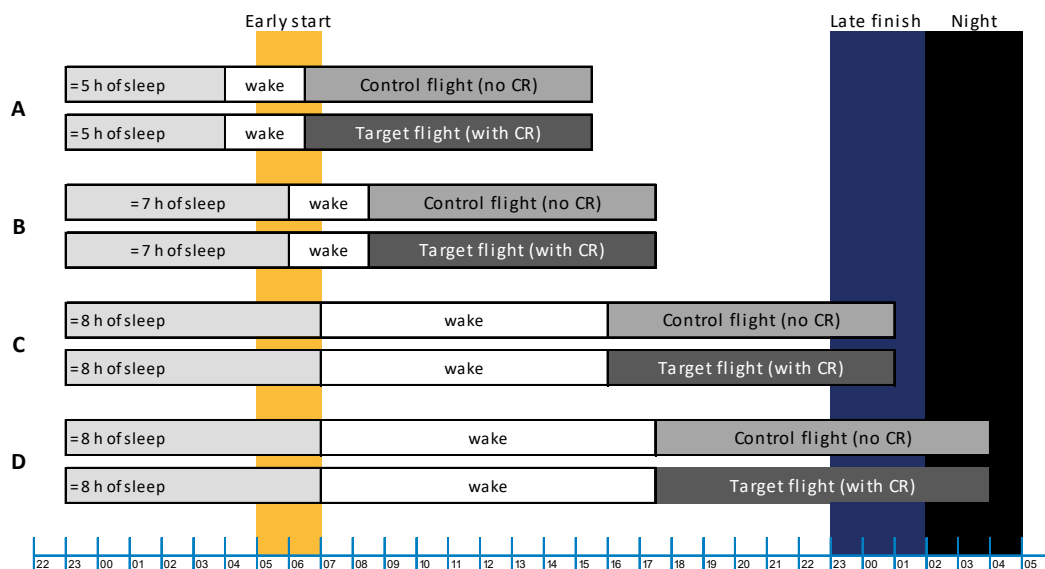 Early start Late finish Night
A
= 5 h of sleep wake Control flight (no CR)
= 5 h of sleep wake Target flight (with CR)
B
= 7 h of sleep wake Control flight (no CR)
= 7 h of sleep wake Target flight (with CR)
C
= 8 h of sleep wake Control flight (no CR)
= 8 h of sleep wake Target flight (with CR)
D
= 8 h of sleep wake Control flight (no CR)
= 8 h of sleep wake Target flight (with CR)
22 23 00 01 02 03 04 05 06 07 08 09 10 11 12 13 14 15 16 17 18 19 20 21 22 23 00 01 02 03 04 05